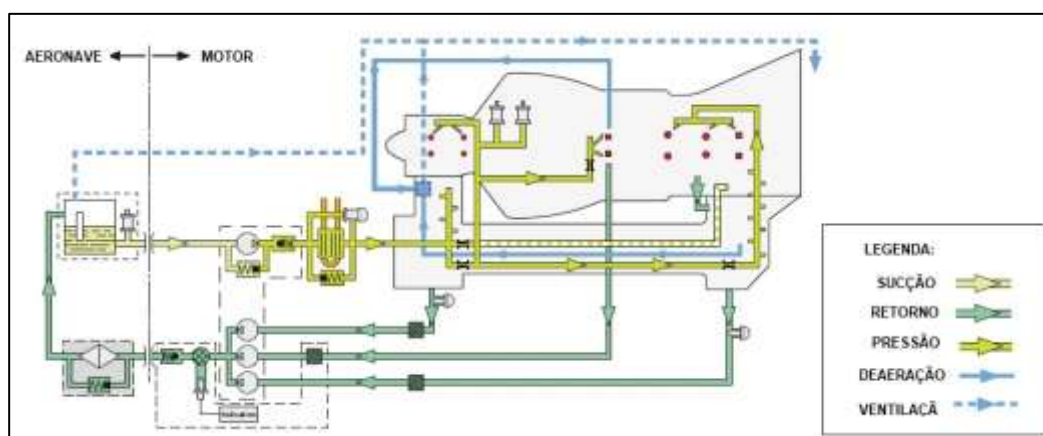 AERONAVE
MOTOR
LEGENDA:
SUCÇÃO
RETORNO
PRESSÃO
DEAERAÇÃO
VENTILAÇÃ